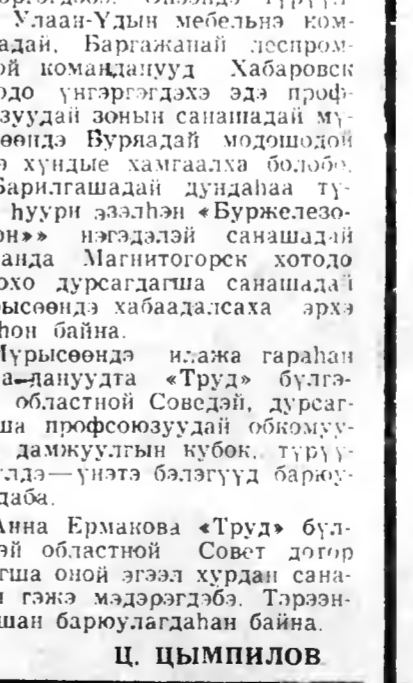 Улаан-Үдын мебельнэ ком-
адай, Баргажанай леспром-
ой командануud Хабаровск
одо үнгэргэгдэхэ эдэ проф-
зуудай зонын санашадай мү-
өөндэ Буряадай модошодой
э хүндые хамгаалха болобо.
Барилгашадай дундаһаа тү-
һуури эзэлһэн «Буржелезо-
он»» нэгэдэлэй санашадай
анда Магнитогорск хотодо
охо дурсагдагша санашадай
рысөөндэ хабаадалсаха эрхэ
һон байна.
Мүрысөөндэ илажа гараһан
а-дануудта «Труд» бүлгэ-
областной Соведэй, дурсаг-
ша профсоюзуудай обкомуу-
дамжуулгын кубок, түрүү-
үлдэ—үнэтэ бэлэгүүд барюу-
даба.
Анна Ермакова «Труд» бүл-
эй областной Совет доґор
гша оной эгээл хурдан сана-
н гэжэ мэдэрэгдэбэ. Тэрээн-
шан барюулагдаһан байна.
Ц. ЦЫМПИЛОВ